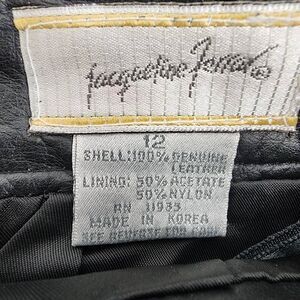 jacqueline ferrar ®
12
SHELL:100% GENUINE
LEATHER
LINING: 50% ACETATE
50% NYLON
RN 11935
MADE IN KOREA
SEE REVERSE FOR CARE